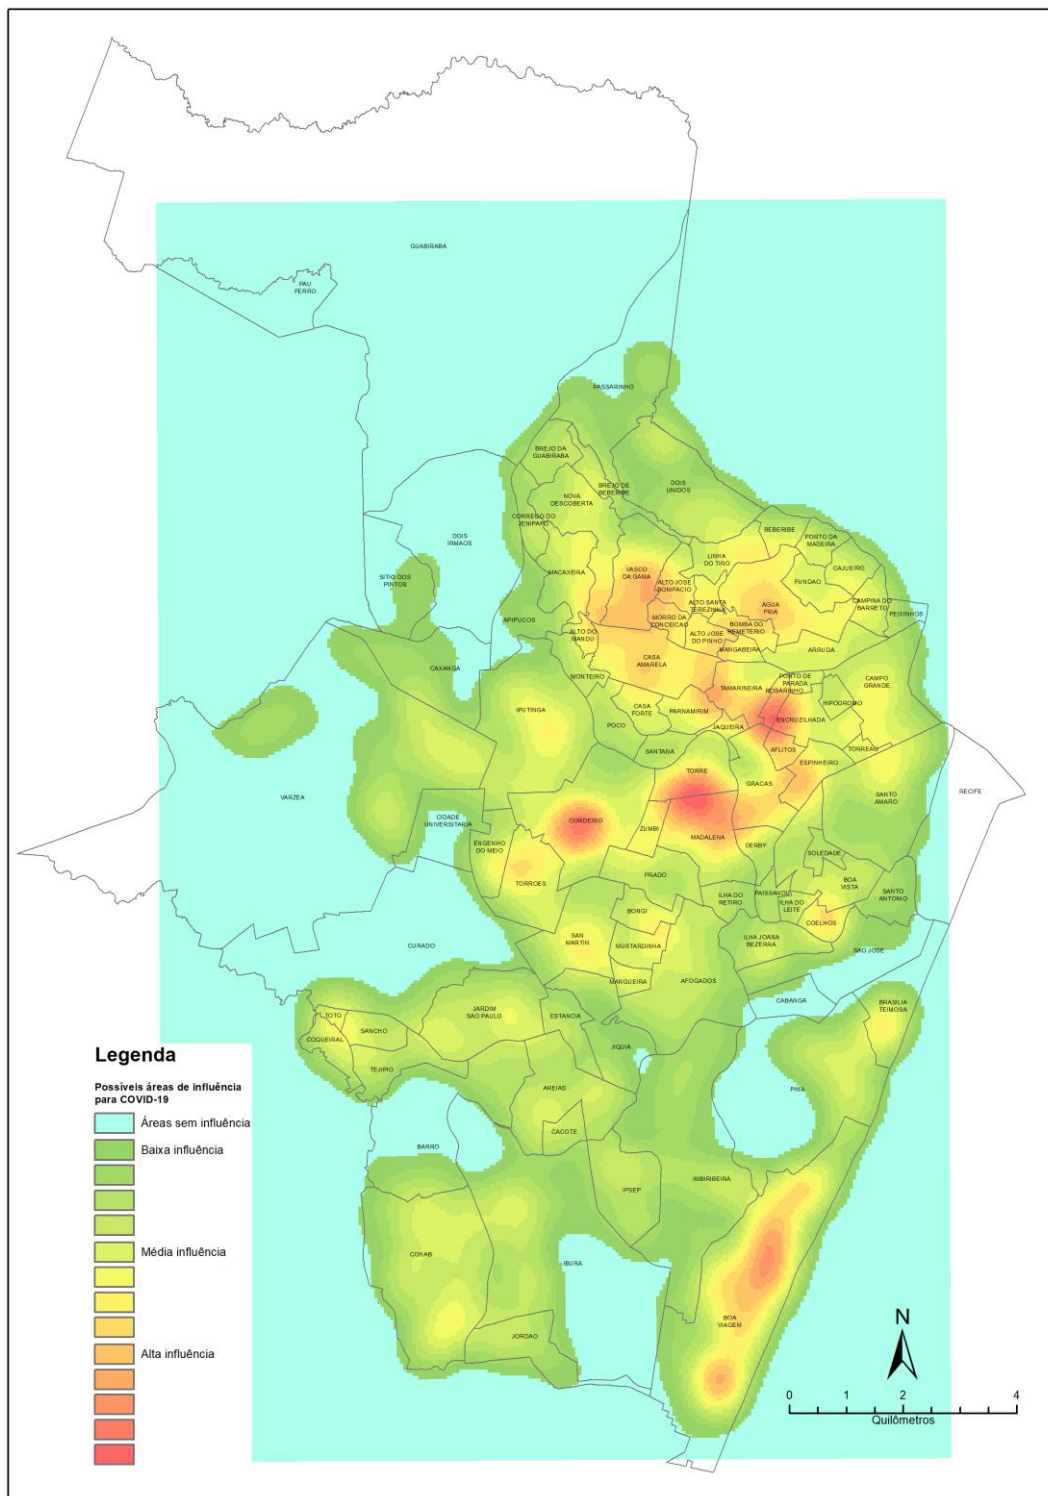 GUABIRABA
PAU
FERRO
PASSARINHO
BREJO DA
GUABIRABA
BREJO DE
BEBERIBE
DOIS
UNIDOS
NOVA
DESCOBERTA
CORREGO DO
JENIPAPO
DOIS
IRMAOS
BEBERIBE
PORTO DA
MADEIRA
LINHA
DO TIRO
CAJUEIRO
MACAXEIRA
VASCO
DA GAMA
ALTO JOSE
BONIFACIO
FUNDAO
SITIO DOS
PINTOS
ALTO SANTA
TEREZINHA
AGUA
FRIA
CAMPINA DO
BARRETO
PEIXINHOS
APIPUCOS
MORRO DA
CONCEICAO
BOMBA DO
HEMETERIO
ALTO DO
MANDU
ALTO JOSE
DO PINHO
MANGABEIRA
ARRUDA
CASA
AMARELA
CAXANGA
MONTEIRO
PORTO DE
PARADA
ROSARINHO
CAMPO
GRANDE
TAMARINEIRA
HIPODROMO
IPUTINGA
CASA
FORTE
PARNAMIRIM
POCO
JAQUEIRA
ENCRUZILHADA
SANTANA
AFLITOS
TORREAO
ESPINHEIRO
TORRE
GRACAS
VARZEA
SANTO
AMARO
RECIFE
CIDADE
UNIVERSITARIA
CORDEIRO
ZUMBI
MADALENA
DERBY
ENGENHO
DO MEIO
SOLEDADE
TORROES
PRADO
BOA
VISTA
ILHA DO
RETIRO
PAISSANDU
ILHA DO
LEITE
SANTO
ANTONIO
BONGI
COELHOS
SAN
MARTIN
MUSTARDINHA
ILHA JOANA
BEZERRA
SAO JOSE
CURADO
MANGUEIRA
AFOGADOS
CABANGA
BRASILIA
TEIMOSA
JARDIM
SAO PAULO
ESTANCIA
TOTO
SANCHO
COQUEIRAL
JIQUIA
TEJIPIO
AREIAS
PINA
CACOTE
BARRO
IPSEP
IMBIRIBEIRA
COHAB
IBURA
JORDAO
BOA
VIAGEM
Legenda
Possíveis áreas de influência
para COVID-19
Áreas sem influência
Baixa influência
Média influência
Alta influência
N
0 1 2 4
Quilômetros